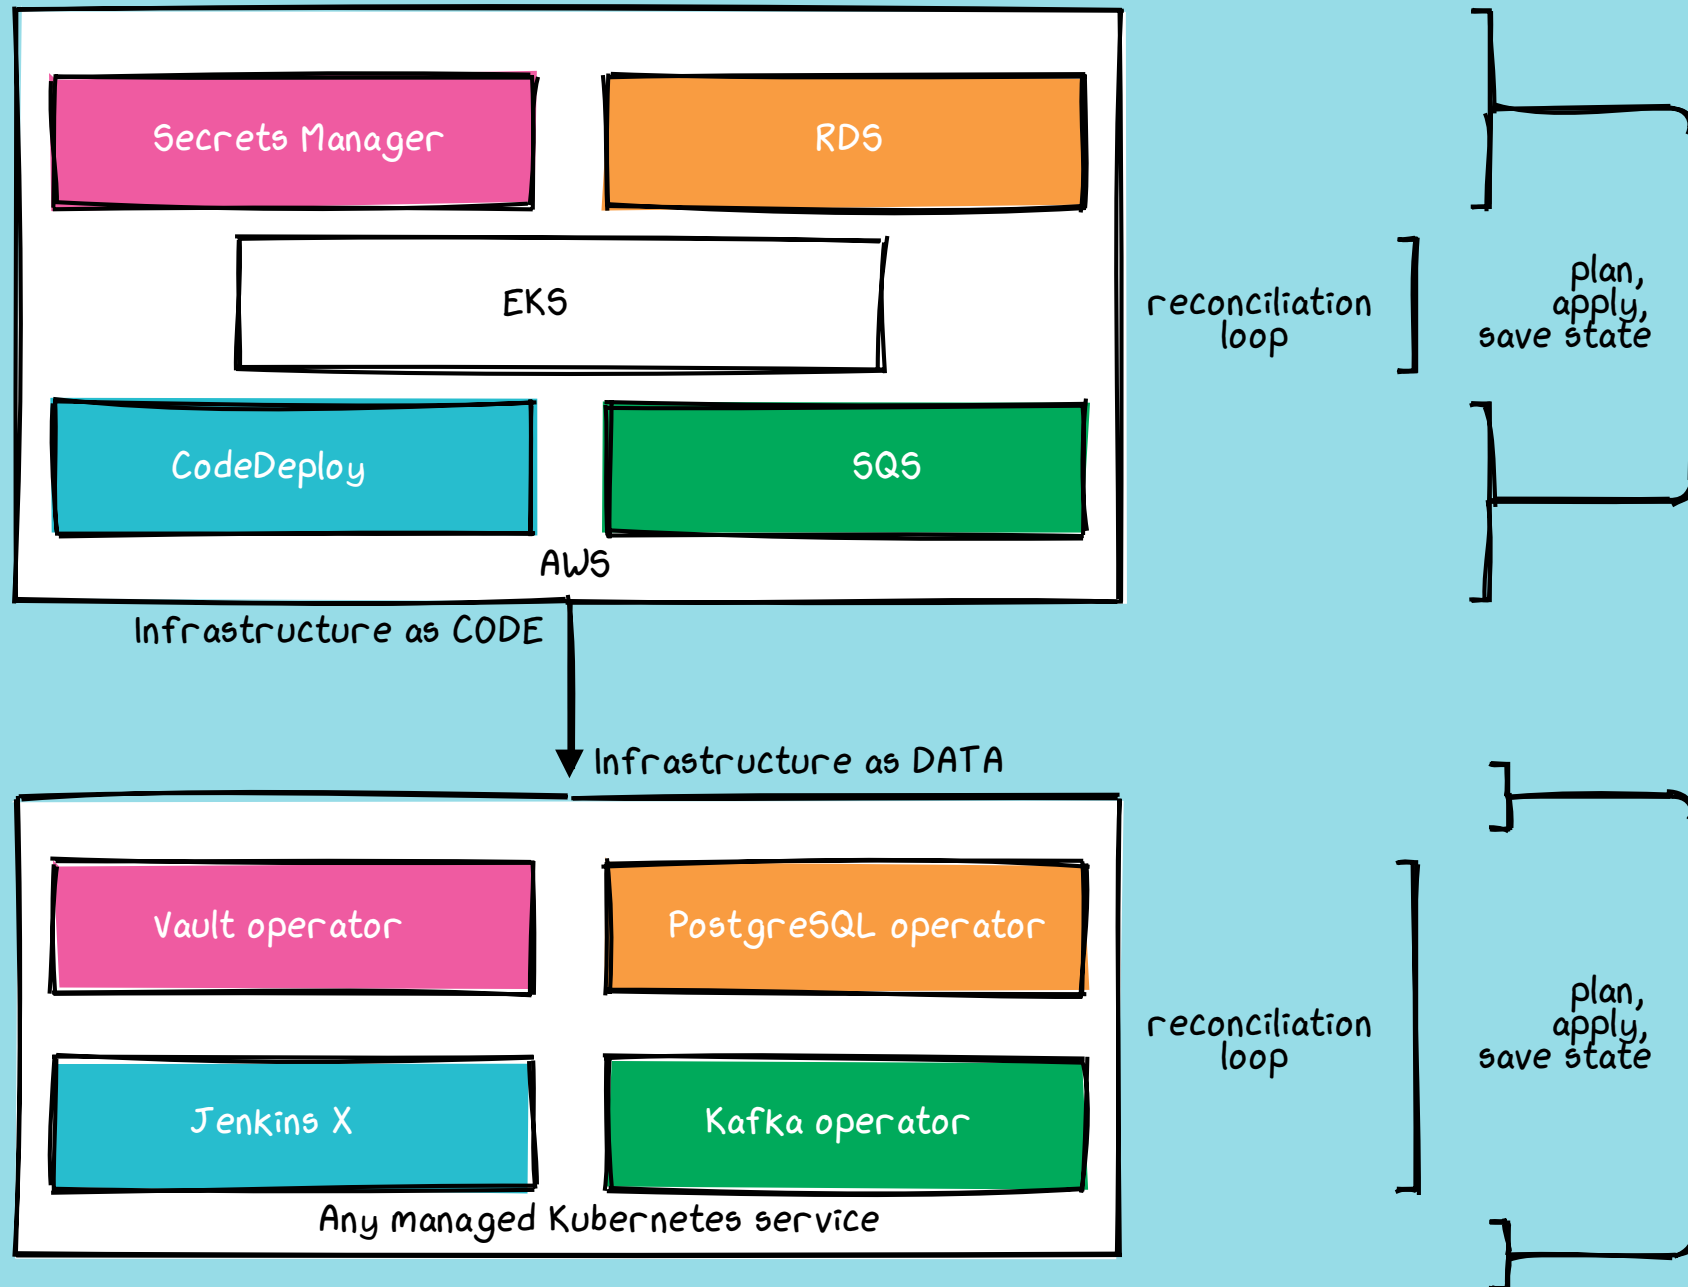 Secrets Manager
RDS
EKS
reconciliation
loop
plan,
apply,
save state
CodeDeploy
SQS
AWS
Infrastructure as CODE
Infrastructure as DATA
Vault operator
PostgreSQL operator
reconciliation
loop
plan,
apply,
save state
Jenkins X
Kafka operator
Any managed Kubernetes service